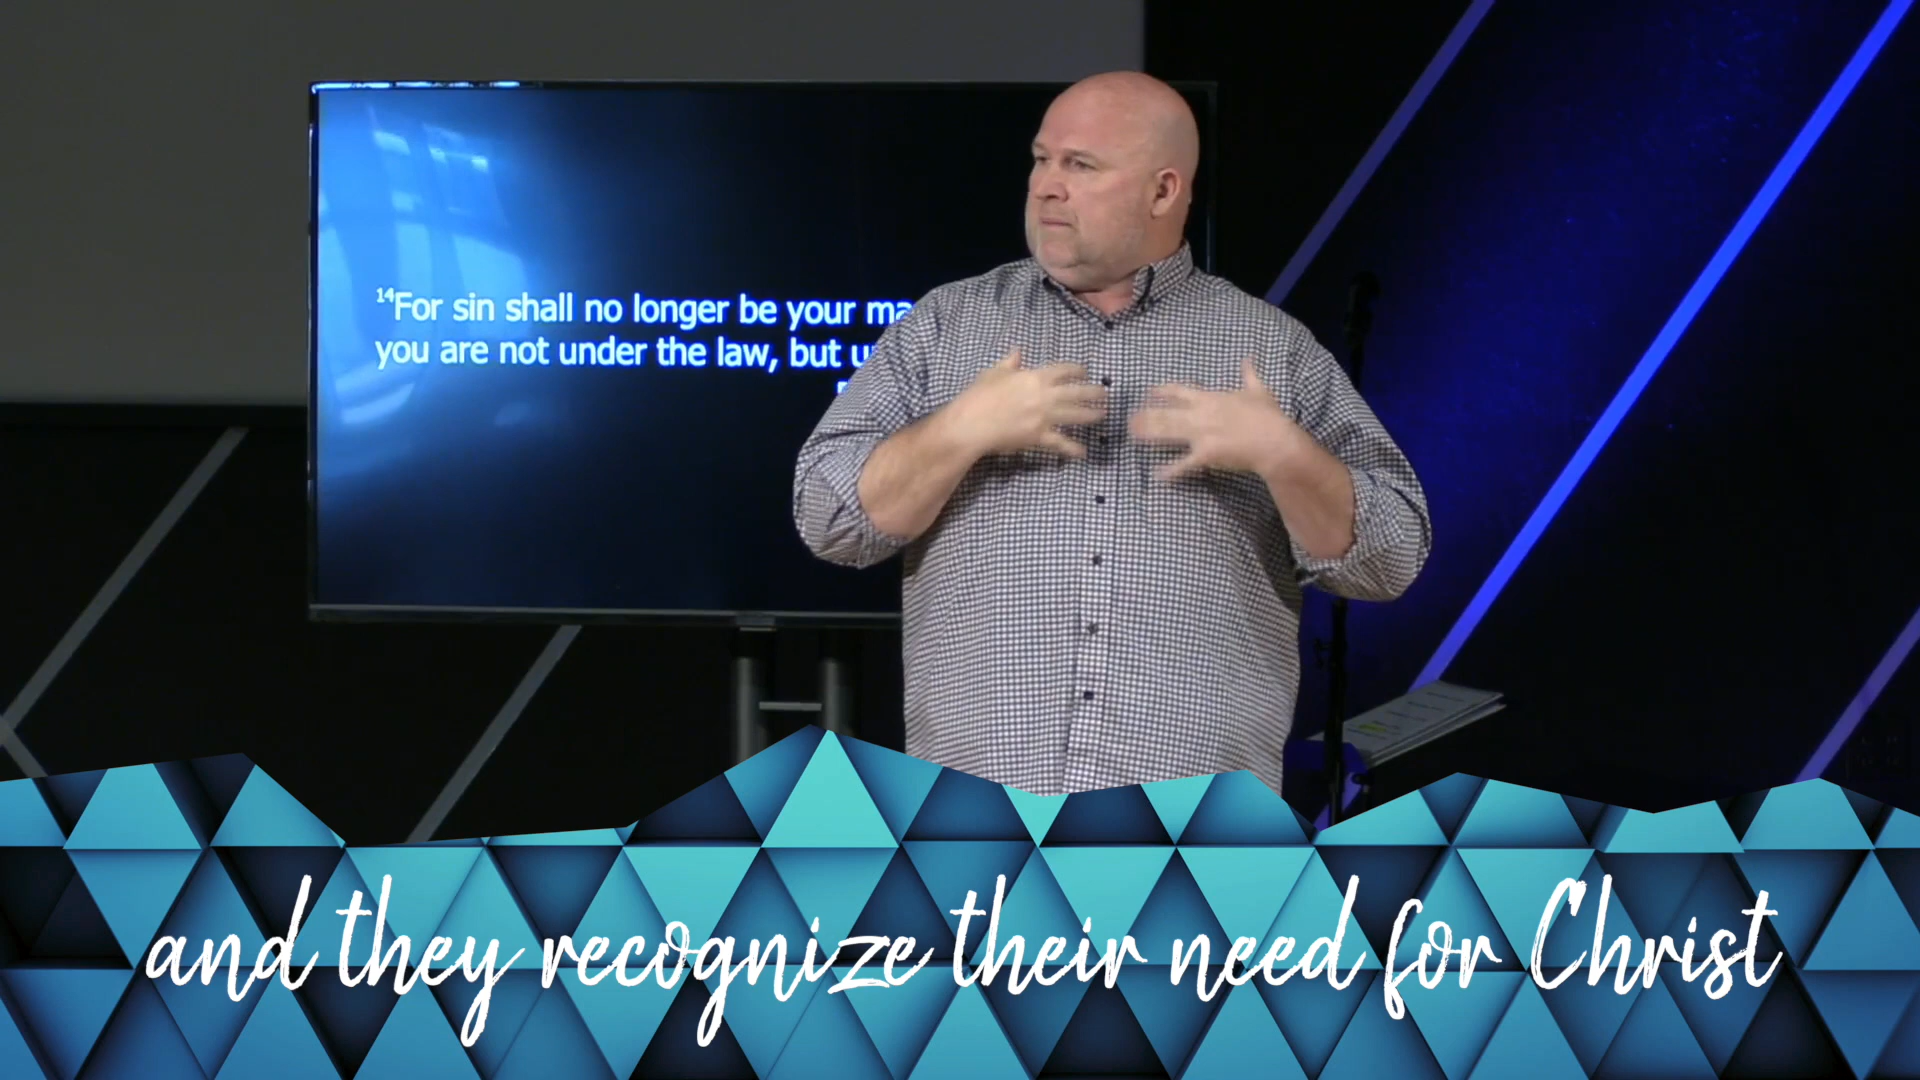 ¹⁴For sin shall no longer be your
you are not under the law, but
and they recognize their need for Christ